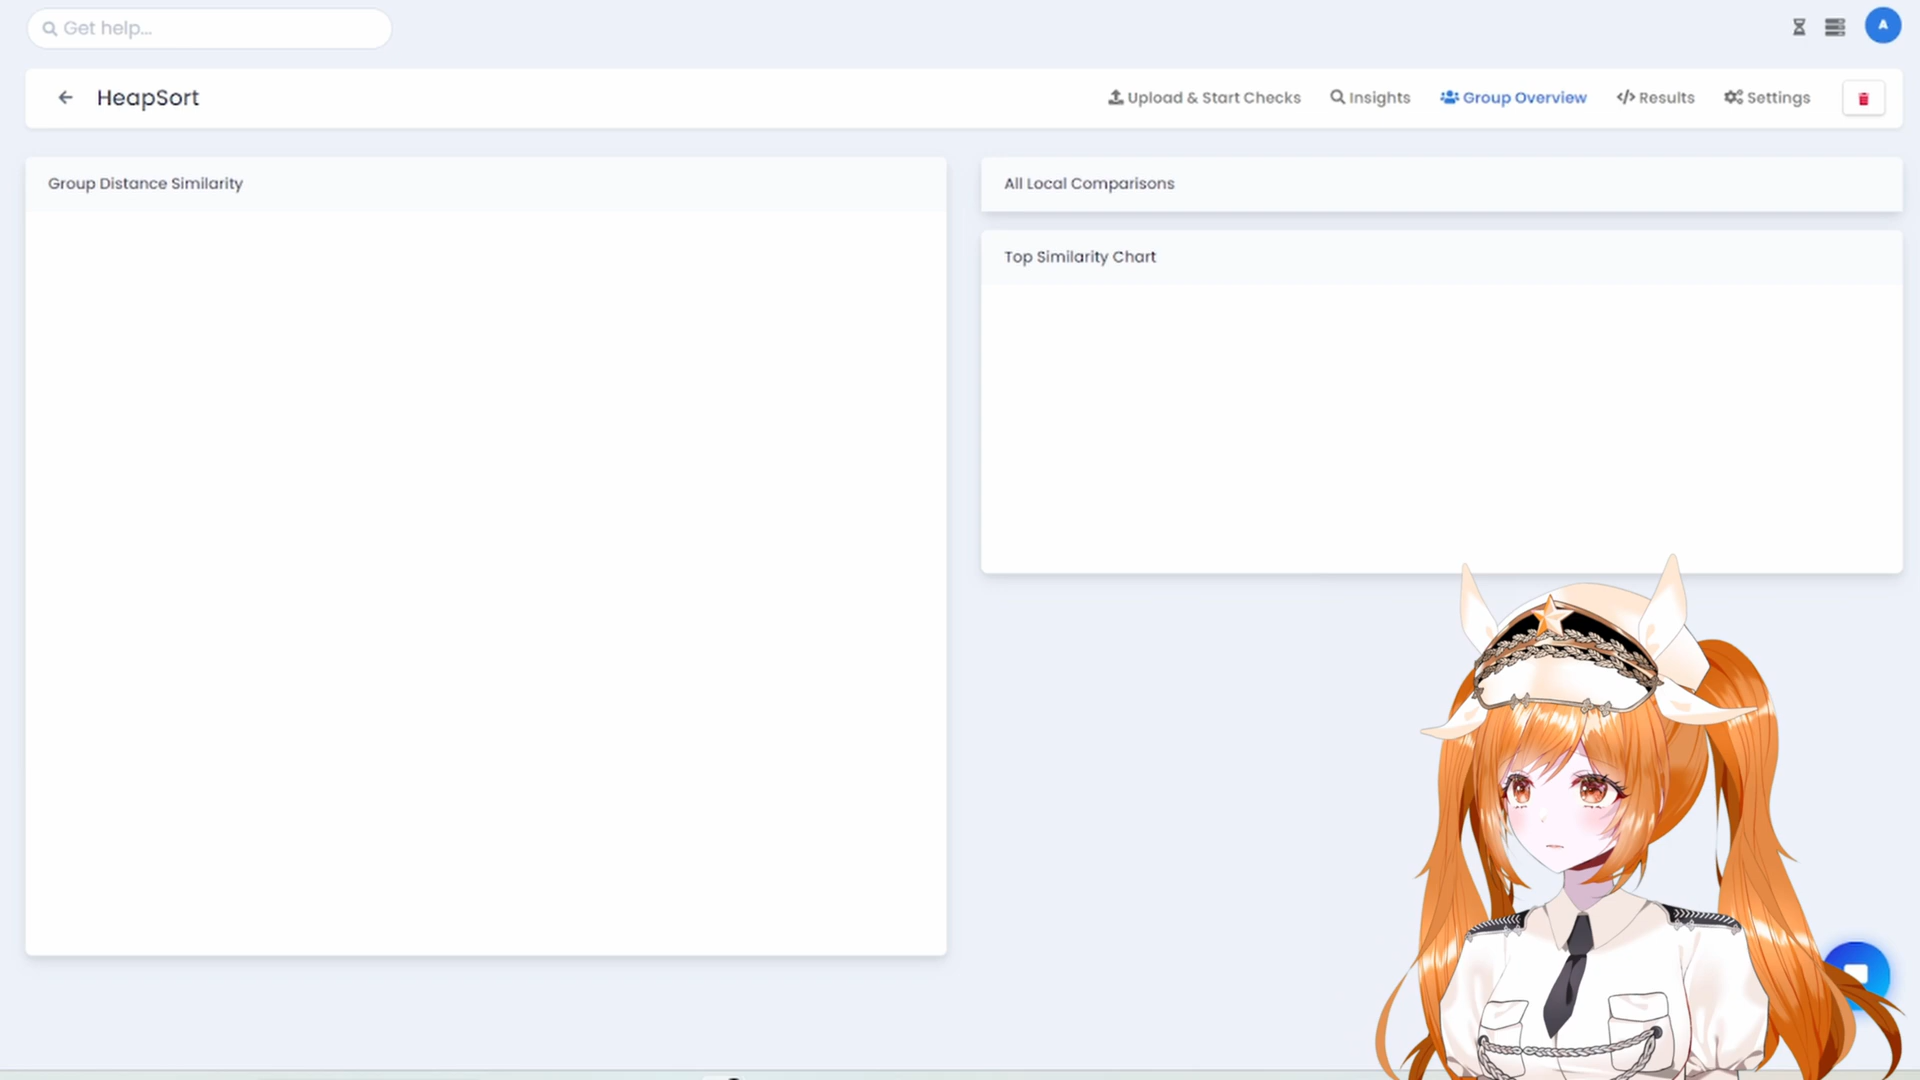 Get help...
A
HeapSort
Upload & Start Checks
Insights
Group Overview
</> Results
Settings
Group Distance Similarity
All Local Comparisons
Top Similarity Chart